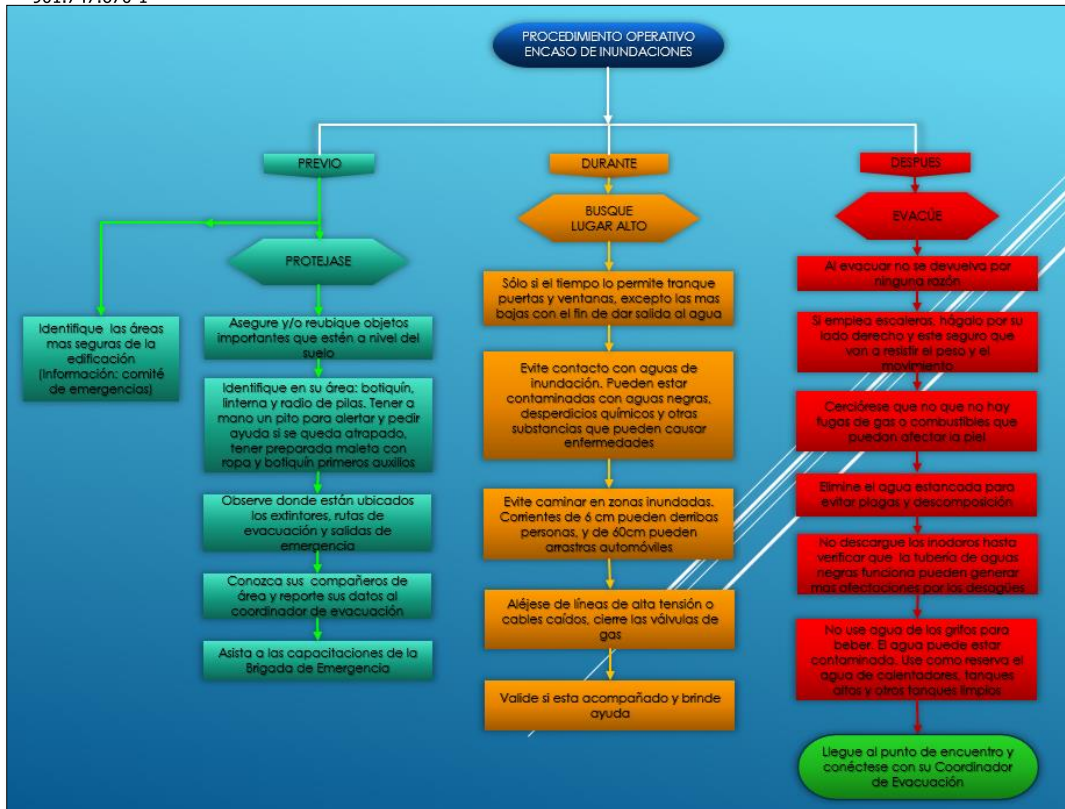 PROCEDIMIENTO OPERATIVO
ENCASO DE INUNDACIONES
PREVIO
PROTEJASE
Identifique las áreas
mas seguras de la
edificación
(Información: comité
de emergencias)
Asegure y/o reubique objetos
importantes que estén a nivel del
suelo
Identifique en su área: botiquín,
linterna y radio de pilas. Tener a
mano un pito para alertar y pedir
ayuda si se queda atrapado,
tener preparada maleta con
ropa y botiquín primeros auxilios
Observe donde están ubicados
los extintores, rutas de
evacuación y salidas de
emergencia
Conozca sus compañeros de
área y reporte sus datos al
coordinador de evacuación
Asista a las capacitaciones de la
Brigada de Emergencia
DURANTE
BUSQUE
LUGAR ALTO
Sólo si el tiempo lo permite tranque
puertas y ventanas, excepto las mas
bajas con el fin de dar salida al agua
Evite contacto con aguas de
inundación. Pueden estar
contaminadas con aguas negras,
desperdicios químicos y otras
substancias que pueden causar
enfermedades
Evite caminar en zonas inundadas.
Corrientes de 6 cm pueden derribas
personas, y de 60cm pueden
arrastras automóviles
Aléjese de líneas de alta tensión o
cables caídos, cierre las válvulas de
gas
Valide si esta acompañado y brinde
ayuda
DESPUES
EVACÚE
Al evacuar no se devuelva por
ninguna razón
Si emplea escaleras, hágalo por su
lado derecho y este seguro que
van a resistir el peso y el
movimiento
Cerciórese que no que no hay
fugas de gas o combustibles que
puedan afectar la piel
Elimine el agua estancada para
evitar plagas y descomposición
No descargue los inodoros hasta
verificar que la tubería de aguas
negras funciona pueden generar
mas afectaciones por los desagües
No use agua de los grifos para
beber. El agua puede estar
contaminado. Use como reserva el
agua de calentadores, tanques
altos y otros tanques limpios
Llegue al punto de encuentro y
conéctese con su Coordinador
de Evacuación